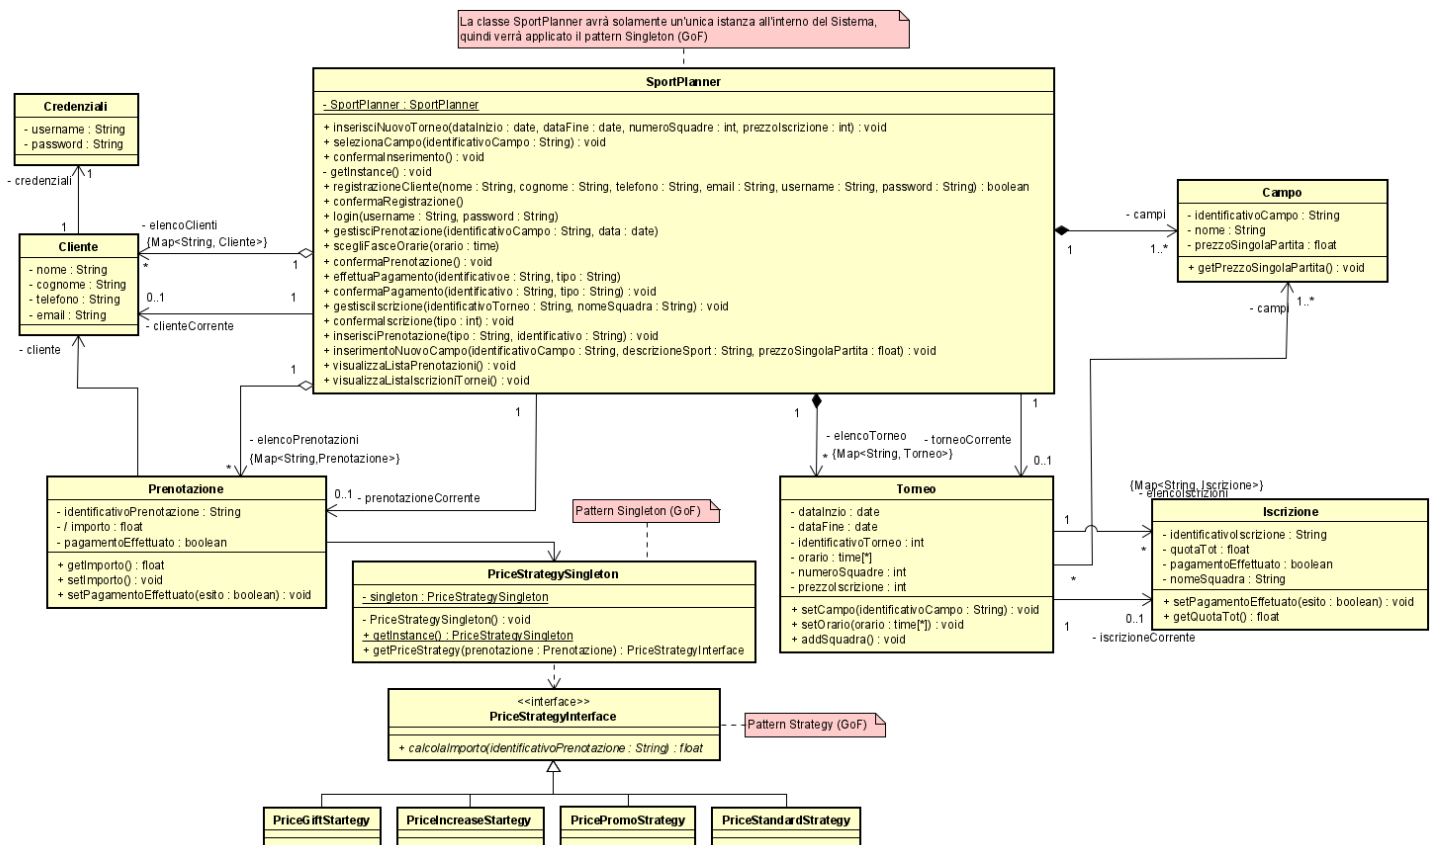 La classe SportPlanner avrà solamente un'unica istanza all'interno del Sistema,
quindi verrà applicato il pattern Singleton (GoF)
SportPlanner
- SportPlanner : SportPlanner
+ inserisciNuovoTorneo(dataInizio : date, dataFine : date, numeroSquadre : int, prezzoIscrizione : int) : void
+ selezionaCampo(identificativoCampo : String) : void
+ confermaInserimento() : void
- getInstance() : void
+ registrazioneCliente(nome : String, cognome : String, telefono : String, email : String, username : String, password : String) : boolean
+ confermaRegistrazione()
+ login(username : String, password : String)
+ gestisciPrenotazione(identificativoCampo : String, data : date)
+ scegliFasceOrarie(orario : time)
+ confermaPrenotazione() : void
+ effettuaPagamento(identificativoe : String, tipo : String)
+ confermaPagamento(identificativo : String, tipo : String) : void
+ gestisciIscrizione(identificativoTorneo : String, nomeSquadra : String) : void
+ confermaIscrizione(tipo : int) : void
+ inserisciPrenotazione(tipo : String, identificativo : String) : void
+ inserimentoNuovoCampo(identificativoCampo : String, descrizioneSport : String, prezzoSingolaPartita : float) : void
+ visualizzaListaPrenotazioni() : void
+ visualizzaListaIscrizioniTornei() : void
Credenziali
- username : String
- password : String
- credenziali
1
1
- elencoClienti
{Map<String, Cliente>}
*
1
Cliente
- nome : String
- cognome : String
- telefono : String
- email : String
0..1
1
- clienteCorrente
- cliente
1
- campi
1
1..*
Campo
- identificativoCampo : String
- nome : String
- prezzoSingolaPartita : float
+ getPrezzoSingolaPartita() : void
- campi
1..*
- elencoPrenotazioni
{Map<String,Prenotazione>}
*
1
0..1
- prenotazioneCorrente
1
- elencoTorneo
* {Map<String, Torneo>}
- torneoCorrente
1
0..1
Prenotazione
- identificativoPrenotazione : String
- / importo : float
- pagamentoEffettuato : boolean
+ getImporto() : float
+ setImporto() : void
+ setPagamentoEffettuato(esito : boolean) : void
Pattern Singleton (GoF)
PriceStrategySingleton
- singleton : PriceStrategySingleton
- PriceStrategySingleton() : void
+ getInstance() : PriceStrategySingleton
+ getPriceStrategy(prenotazione : Prenotazione) : PriceStrategyInterface
Torneo
- dataInzio : date
- dataFine : date
- identificativoTorneo : int
- orario : time[*]
- numeroSquadre : int
- prezzoIscrizione : int
+ setCampo(identificativoCampo : String) : void
+ setOrario(orario : time[*]) : void
+ addSquadra() : void
{Map<String, Iscrizione>}
- elencoIscrizioni
1
*
*
1
0..1
- iscrizioneCorrente
Iscrizione
- identificativoIscrizione : String
- quotaTot : float
- pagamentoEffettuato : boolean
- nomeSquadra : String
+ setPagamentoEffetuato(esito : boolean) : void
+ getQuotaTot() : float
<<interface>>
PriceStrategyInterface
+ calcolaImporto(identificativoPrenotazione : String) : float
Pattern Strategy (GoF)
PriceGiftStartegy
PriceIncreaseStartegy
PricePromoStrategy
PriceStandardStrategy